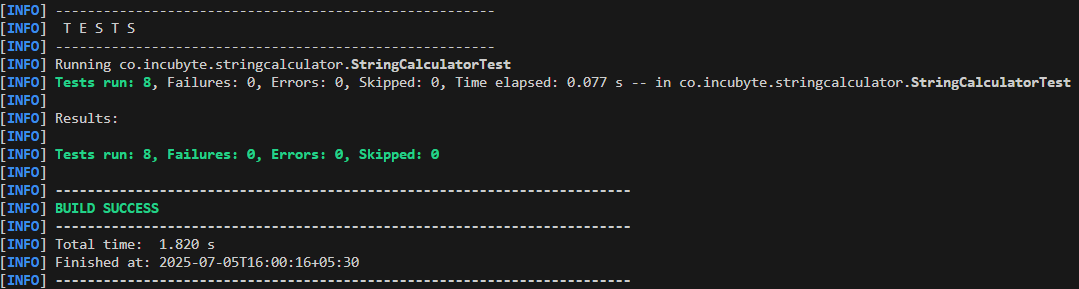 [INFO] -------------------------------------------------------
[INFO]  T E S T S
[INFO] -------------------------------------------------------
[INFO] Running co.incubyte.stringcalculator.StringCalculatorTest
[INFO] Tests run: 8, Failures: 0, Errors: 0, Skipped: 0, Time elapsed: 0.077 s -- in co.incubyte.stringcalculator.StringCalculatorTest
[INFO]
[INFO] Results:
[INFO]
[INFO] Tests run: 8, Failures: 0, Errors: 0, Skipped: 0
[INFO]
[INFO] ------------------------------------------------------------------------
[INFO] BUILD SUCCESS
[INFO] ------------------------------------------------------------------------
[INFO] Total time:  1.820 s
[INFO] Finished at: 2025-07-05T16:00:16+05:30
[INFO] ------------------------------------------------------------------------